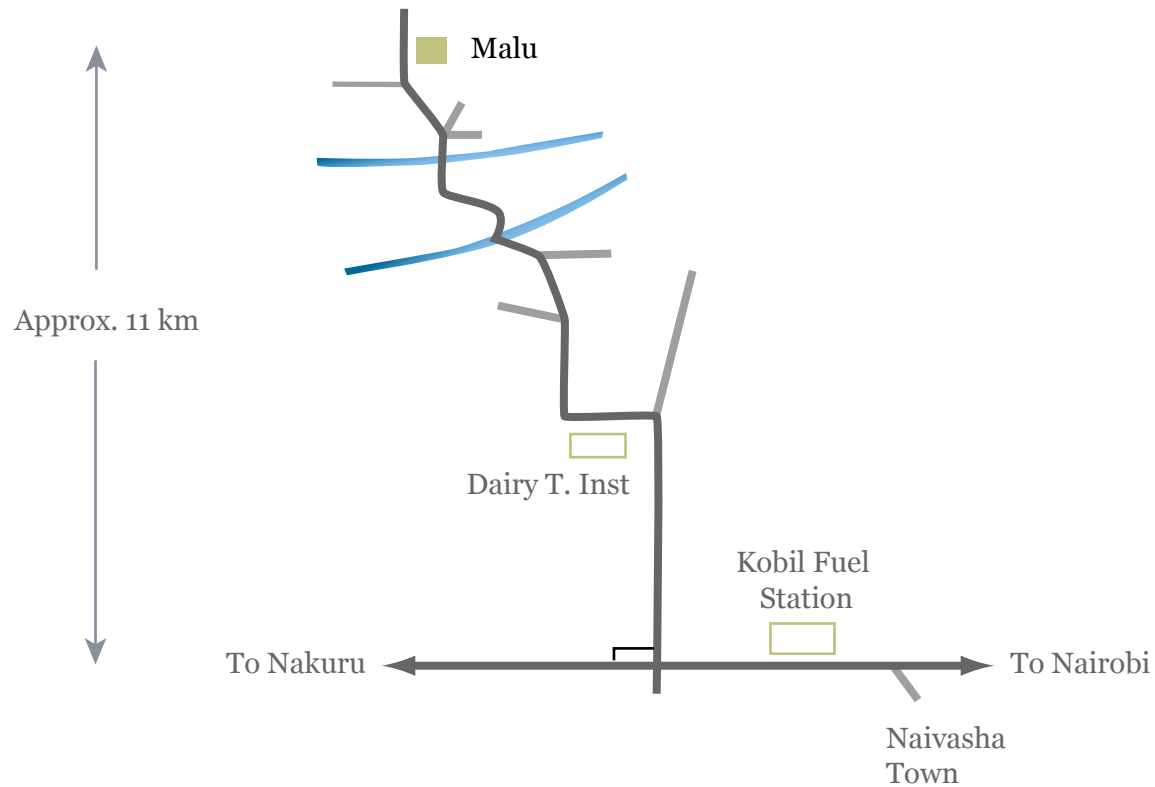 Malu
Approx. 11 km
Dairy T. Inst
Kobil Fuel
Station
To Nakuru
To Nairobi
Naivasha
Town